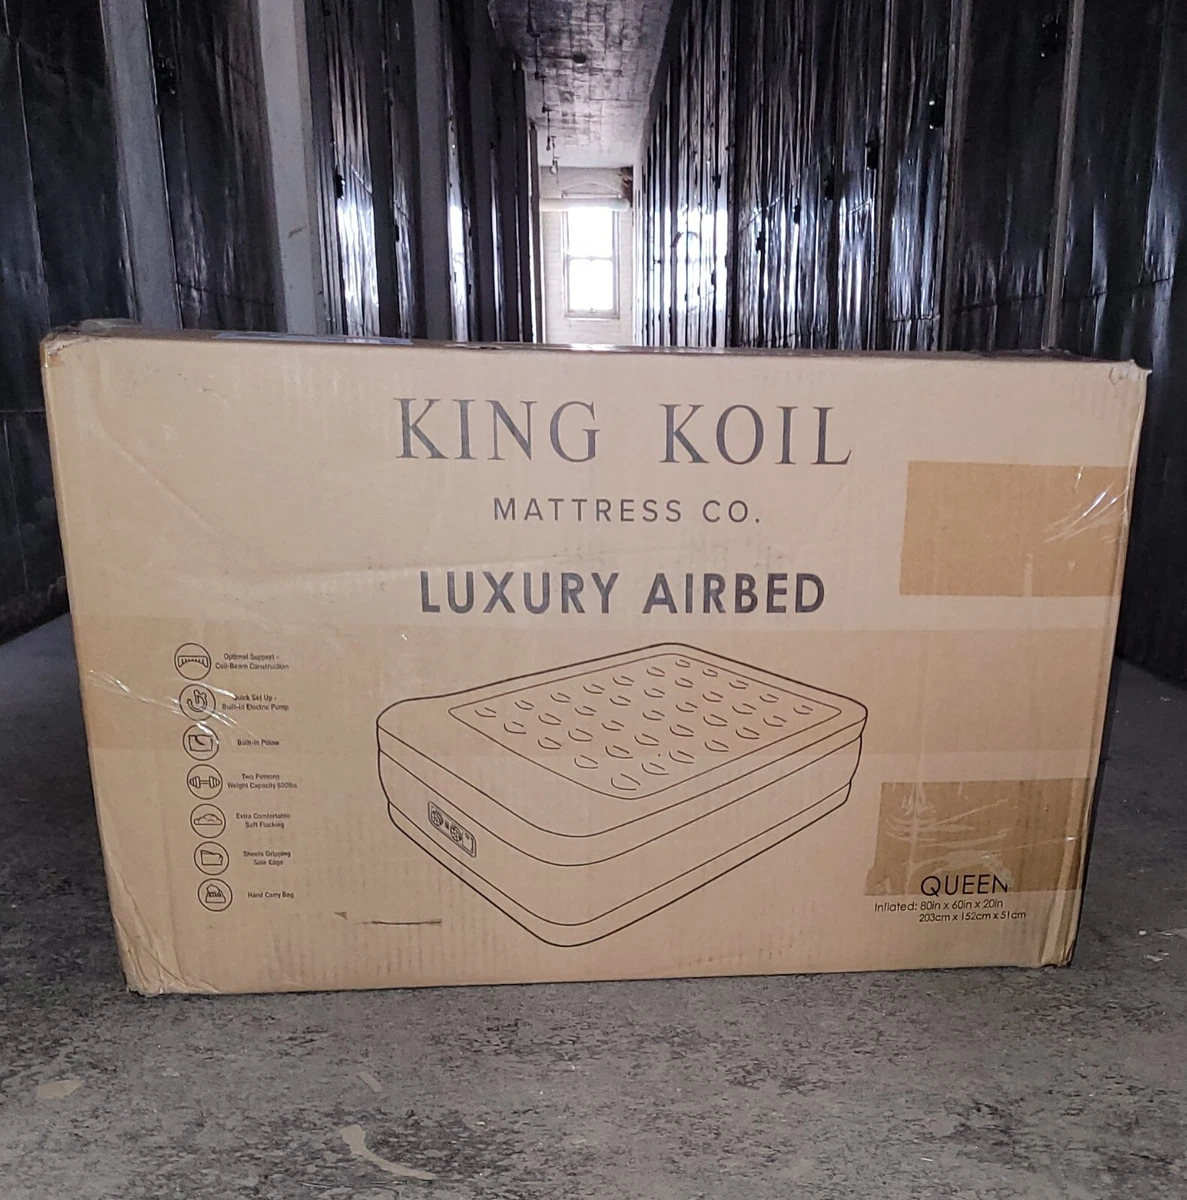 KING KOIL
MATTRESS CO.
LUXURY AIRBED
Optimal Support -
Coil-Beam Construction
Quick Set Up -
Built-in Electric Pump
Built-in Pillow
Two Persons
Weight Capacity 600lbs
Extra Comfortable
Soft Flocking
Sheets Gripping
Side Edge
Hand Carry Bag
QUEEN
Inflated: 80in x 60in x 20in
203cm x 152cm x 51cm